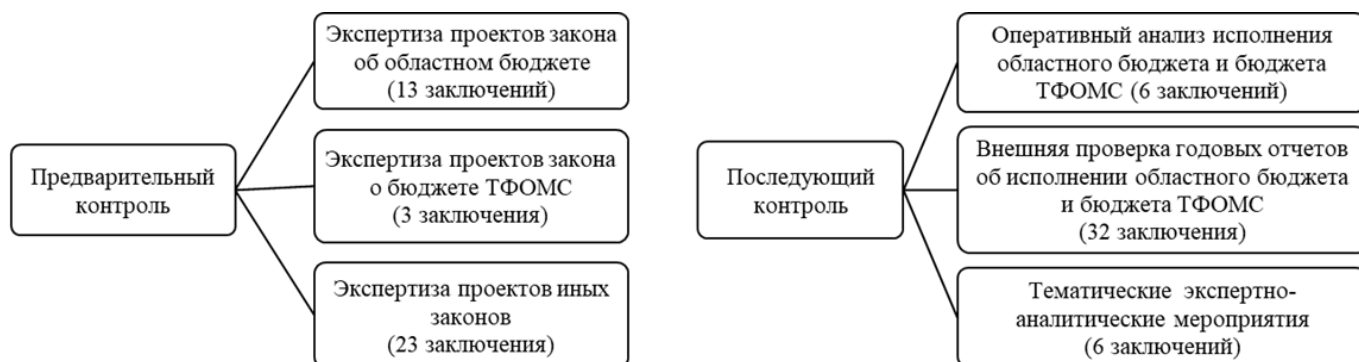 Предварительный
контроль
Экспертиза проектов закона
об областном бюджете
(13 заключений)
Экспертиза проектов закона
о бюджете ТФОМС
(3 заключения)
Экспертиза проектов иных
законов
(23 заключения)
Последующий
контроль
Оперативный анализ исполнения
областного бюджета и бюджета
ТФОМС (6 заключений)
Внешняя проверка годовых отчетов
об исполнении областного бюджета
и бюджета ТФОМС
(32 заключения)
Тематические экспертно-
аналитические мероприятия
(6 заключений)